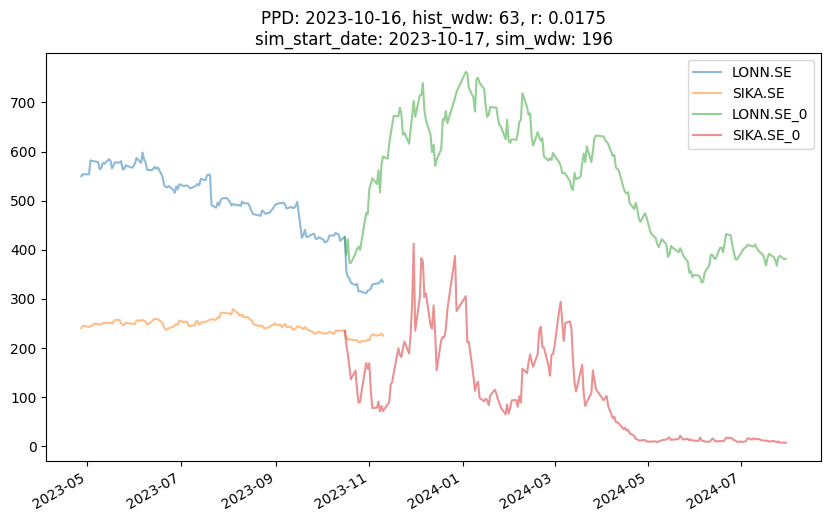 PPD: 2023-10-16, hist_wdw: 63, r: 0.0175
sim_start_date: 2023-10-17, sim_wdw: 196
LONN.SE
SIKA.SE
LONN.SE_0
SIKA.SE_0
700
600
500
400
300
200
100
0
2023-05
2023-07
2023-09
2023-11
2024-01
2024-03
2024-05
2024-07